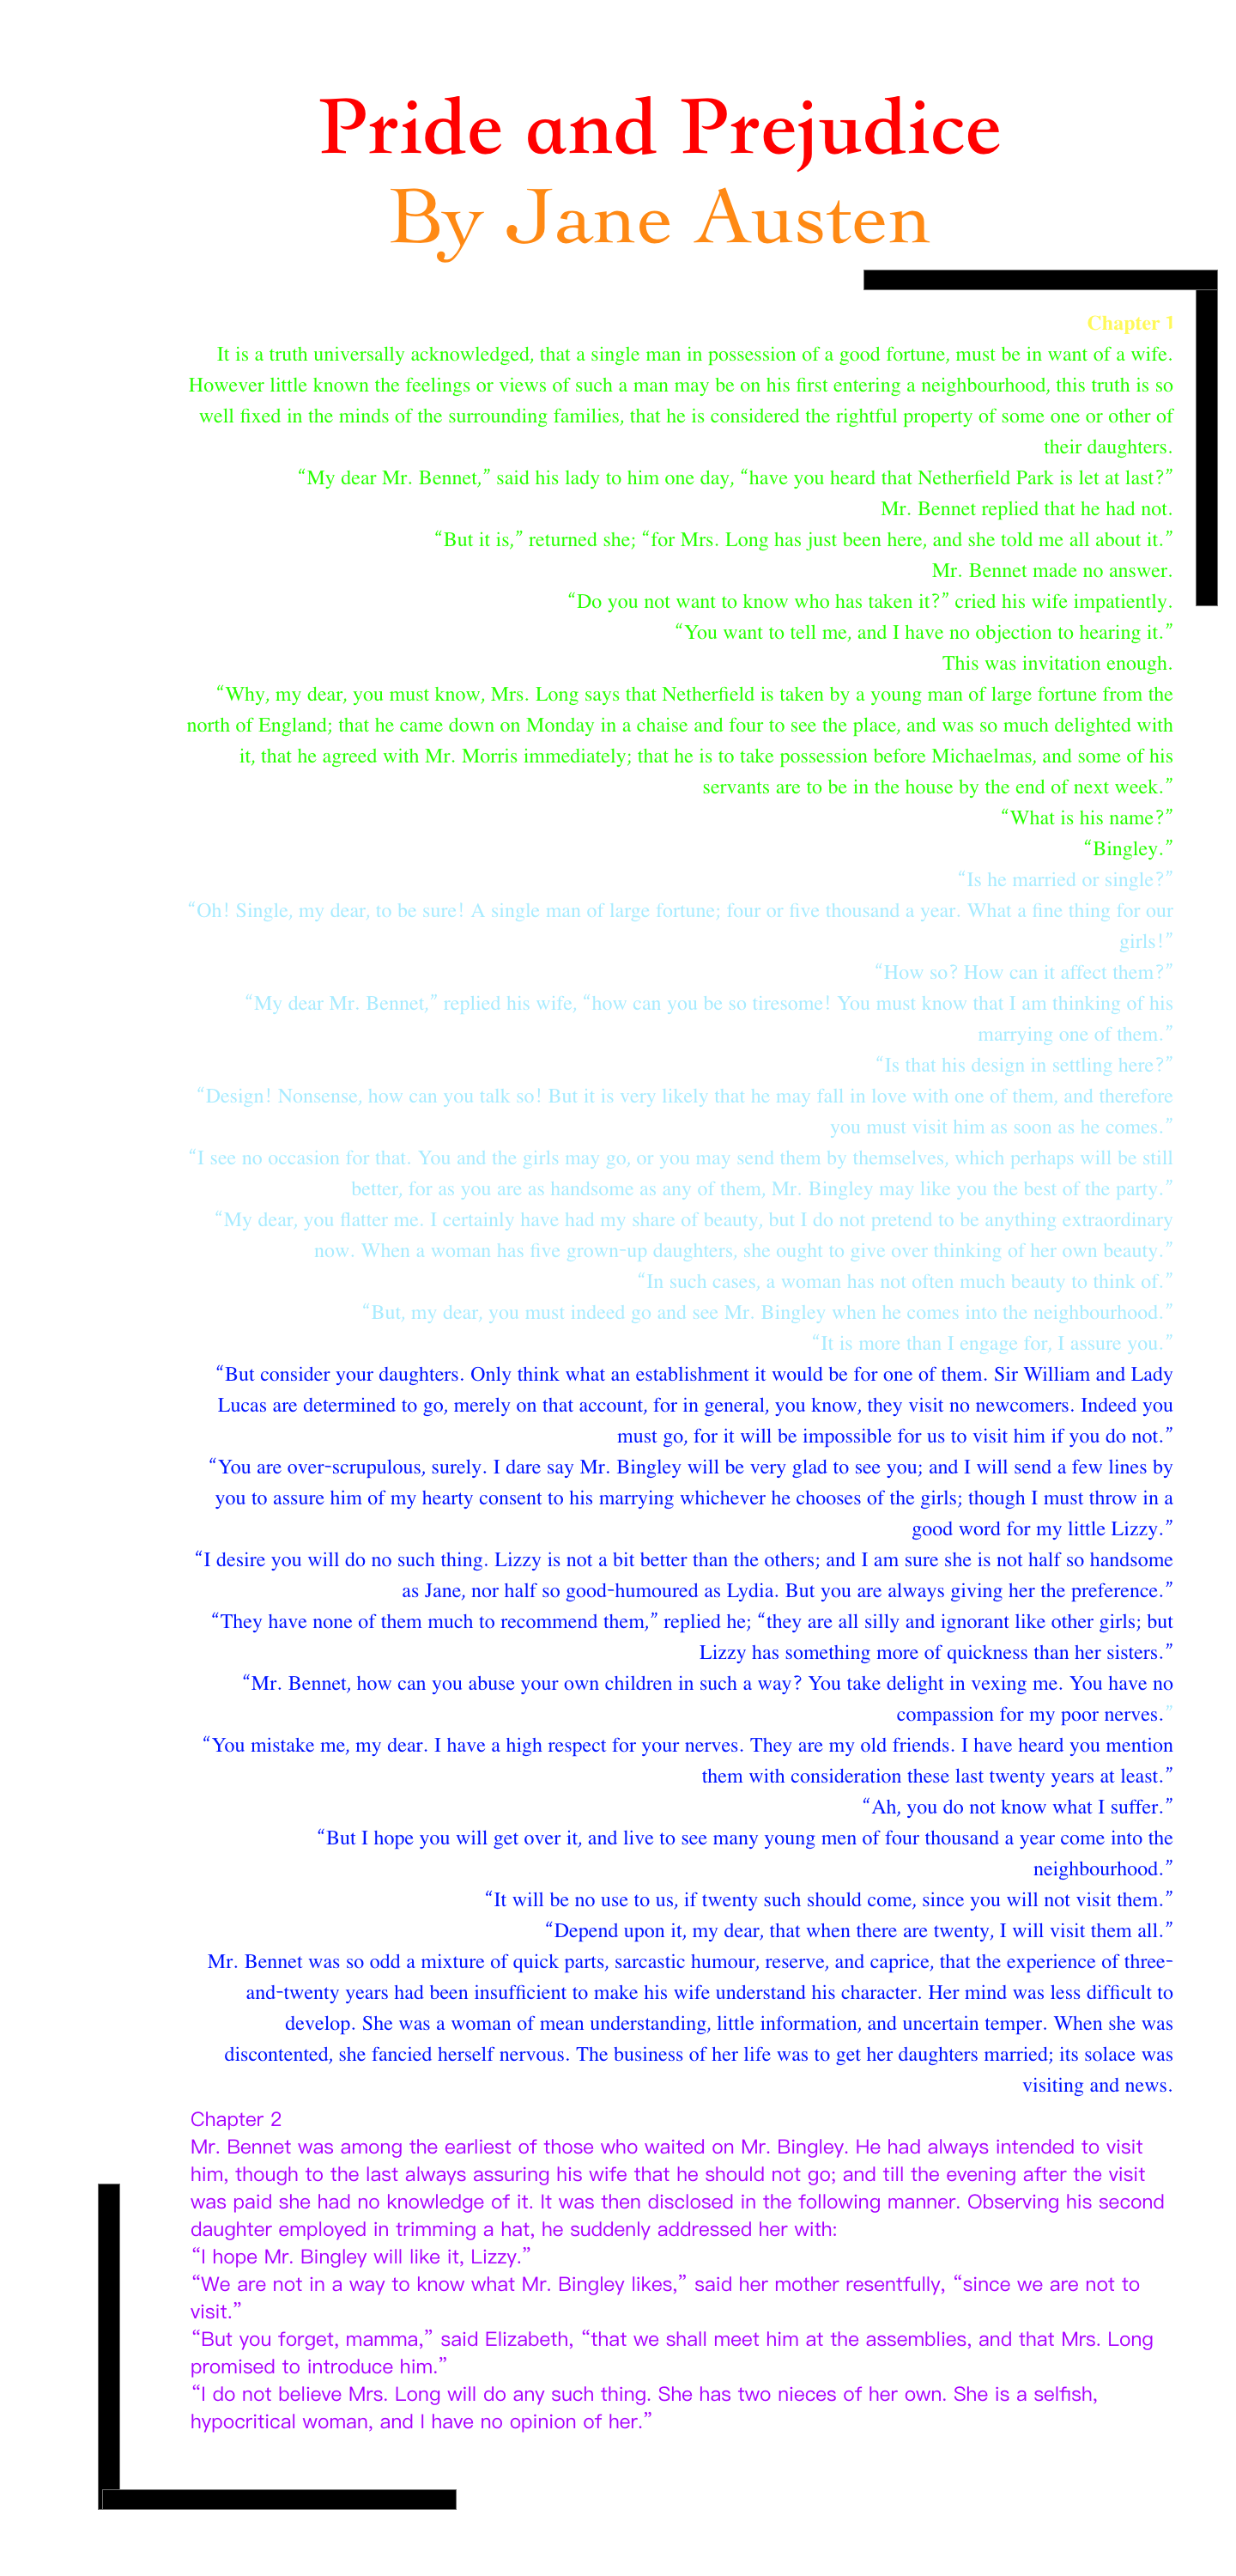 Pride and Prejudice
By Jane Austen
Chapter 1
It is a truth universally acknowledged, that a single man in possession of a good fortune, must be in want of a wife.
However little known the feelings or views of such a man may be on his first entering a neighbourhood, this truth is so
well fixed in the minds of the surrounding families, that he is considered the rightful property of some one or other of
their daughters.
“My dear Mr. Bennet,” said his lady to him one day, “have you heard that Netherfield Park is let at last?”
Mr. Bennet replied that he had not.
“But it is,” returned she; “for Mrs. Long has just been here, and she told me all about it.”
Mr. Bennet made no answer.
“Do you not want to know who has taken it?” cried his wife impatiently.
“You want to tell me, and I have no objection to hearing it.”
This was invitation enough.
“Why, my dear, you must know, Mrs. Long says that Netherfield is taken by a young man of large fortune from the
north of England; that he came down on Monday in a chaise and four to see the place, and was so much delighted with
it, that he agreed with Mr. Morris immediately; that he is to take possession before Michaelmas, and some of his
servants are to be in the house by the end of next week.”
“What is his name?”
“Bingley.”
“Is he married or single?”
“Oh! Single, my dear, to be sure! A single man of large fortune; four or five thousand a year. What a fine thing for our
girls!”
“How so? How can it affect them?”
“My dear Mr. Bennet,” replied his wife, “how can you be so tiresome! You must know that I am thinking of his
marrying one of them.”
“Is that his design in settling here?”
“Design! Nonsense, how can you talk so! But it is very likely that he may fall in love with one of them, and therefore
you must visit him as soon as he comes.”
“I see no occasion for that. You and the girls may go, or you may send them by themselves, which perhaps will be still
better, for as you are as handsome as any of them, Mr. Bingley may like you the best of the party.”
“My dear, you flatter me. I certainly have had my share of beauty, but I do not pretend to be anything extraordinary
now. When a woman has five grown-up daughters, she ought to give over thinking of her own beauty.”
“In such cases, a woman has not often much beauty to think of.”
“But, my dear, you must indeed go and see Mr. Bingley when he comes into the neighbourhood.”
“It is more than I engage for, I assure you.”
“But consider your daughters. Only think what an establishment it would be for one of them. Sir William and Lady
Lucas are determined to go, merely on that account, for in general, you know, they visit no newcomers. Indeed you
must go, for it will be impossible for us to visit him if you do not.”
“You are over-scrupulous, surely. I dare say Mr. Bingley will be very glad to see you; and I will send a few lines by
you to assure him of my hearty consent to his marrying whichever he chooses of the girls; though I must throw in a
good word for my little Lizzy.”
“I desire you will do no such thing. Lizzy is not a bit better than the others; and I am sure she is not half so handsome
as Jane, nor half so good-humoured as Lydia. But you are always giving her the preference.”
“They have none of them much to recommend them,” replied he; “they are all silly and ignorant like other girls; but
Lizzy has something more of quickness than her sisters.”
“Mr. Bennet, how can you abuse your own children in such a way? You take delight in vexing me. You have no
compassion for my poor nerves.”
“You mistake me, my dear. I have a high respect for your nerves. They are my old friends. I have heard you mention
them with consideration these last twenty years at least.”
“Ah, you do not know what I suffer.”
“But I hope you will get over it, and live to see many young men of four thousand a year come into the
neighbourhood.”
“It will be no use to us, if twenty such should come, since you will not visit them.”
“Depend upon it, my dear, that when there are twenty, I will visit them all.”
Mr. Bennet was so odd a mixture of quick parts, sarcastic humour, reserve, and caprice, that the experience of three-
and-twenty years had been insufficient to make his wife understand his character. Her mind was less difficult to
develop. She was a woman of mean understanding, little information, and uncertain temper. When she was
discontented, she fancied herself nervous. The business of her life was to get her daughters married; its solace was
visiting and news.
Chapter 2
Mr. Bennet was among the earliest of those who waited on Mr. Bingley. He had always intended to visit
him, though to the last always assuring his wife that he should not go; and till the evening after the visit
was paid she had no knowledge of it. It was then disclosed in the following manner. Observing his second
daughter employed in trimming a hat, he suddenly addressed her with:
“I hope Mr. Bingley will like it, Lizzy.”
“We are not in a way to know what Mr. Bingley likes,” said her mother resentfully, “since we are not to
visit.”
“But you forget, mamma,” said Elizabeth, “that we shall meet him at the assemblies, and that Mrs. Long
promised to introduce him.”
“I do not believe Mrs. Long will do any such thing. She has two nieces of her own. She is a selfish,
hypocritical woman, and I have no opinion of her.”